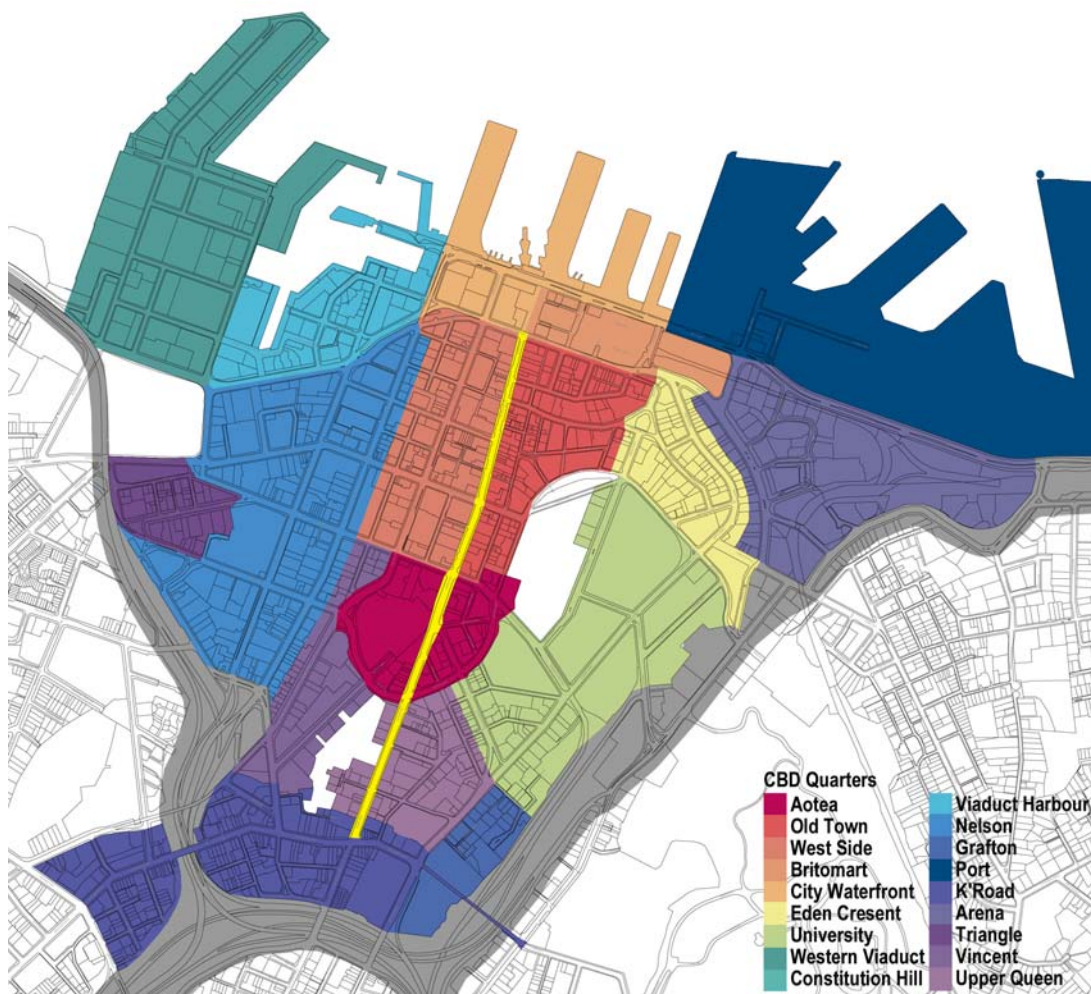 CBD Quarters
Aotea
Old Town
West Side
Britomart
City Waterfront
Eden Cresent
University
Western Viaduct
Constitution Hill
Viaduct Harbour
Nelson
Grafton
Port
K'Road
Arena
Triangle
Vincent
Upper Queen